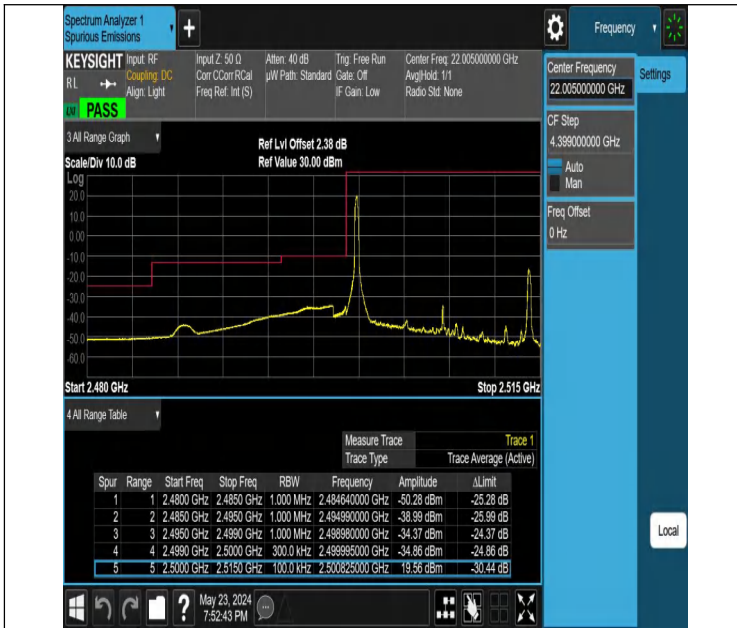 Spectrum Analyzer 1
Spurious Emissions
Frequency
KEYSIGHT
RL
PASS
Input: RF
Coupling: DC
Align: Light
Input Z: 50 Ω
Corr CCorr RCal
Freq Ref: Int (S)
Atten: 40 dB
µW Path: Standard
Trig: Free Run
Gate: Off
IF Gain: Low
Center Freq: 22.005000000 GHz
Avg|Hold: 1/1
Radio Std: None
Center Frequency
22.005000000 GHz
Settings
CF Step
4.399000000 GHz
Auto
Man
Freq Offset
0 Hz
3 All Range Graph
Scale/Div 10.0 dB
Ref Lvl Offset 2.38 dB
Ref Value 30.00 dBm
Log
20.0
10.0
0.00
-10.0
-20.0
-30.0
-40.0
-50.0
-60.0
Start 2.480 GHz
Stop 2.515 GHz
4 All Range Table
Measure Trace Trace 1
Trace Type Trace Average (Active)
Spur Range Start Freq Stop Freq RBW Frequency Amplitude ΔLimit
1 1 2.4800 GHz 2.4850 GHz 1.000 MHz 2.484640000 GHz -50.28 dBm -25.28 dB
2 2 2.4850 GHz 2.4950 GHz 1.000 MHz 2.494990000 GHz -38.99 dBm -25.99 dB
3 3 2.4950 GHz 2.4990 GHz 1.000 MHz 2.498980000 GHz -34.37 dBm -24.37 dB
4 4 2.4990 GHz 2.5000 GHz 300.0 kHz 2.499995000 GHz -34.86 dBm -24.86 dB
5 5 2.5000 GHz 2.5150 GHz 100.0 kHz 2.500825000 GHz 19.56 dBm -30.44 dB
Local
May 23, 2024
7:52:43 PM